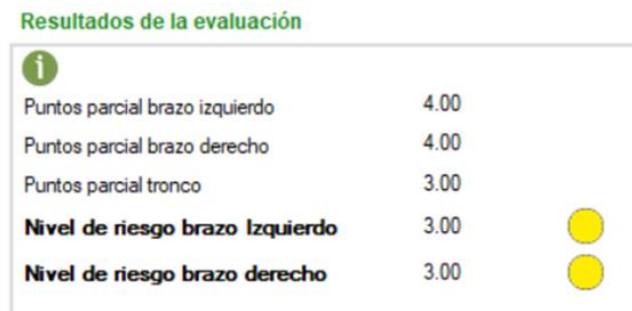 Resultados de la evaluación
i
Puntos parcial brazo izquierdo 4.00
Puntos parcial brazo derecho 4.00
Puntos parcial tronco 3.00
Nivel de riesgo brazo Izquierdo 3.00
Nivel de riesgo brazo derecho 3.00